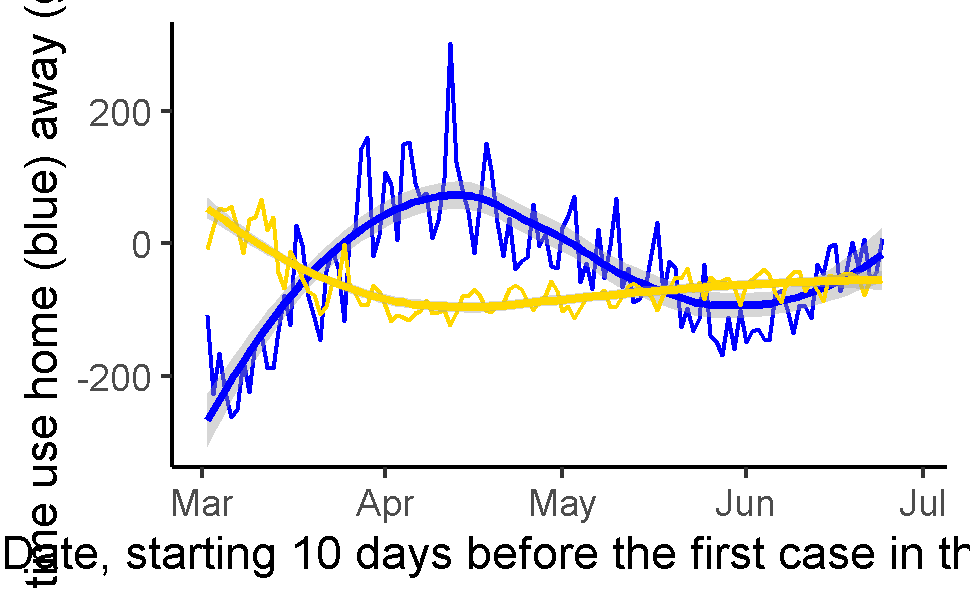 time use home (blue) away (
200
0
-200
Mar Apr May Jun Jul
Date, starting 10 days before the first case in th